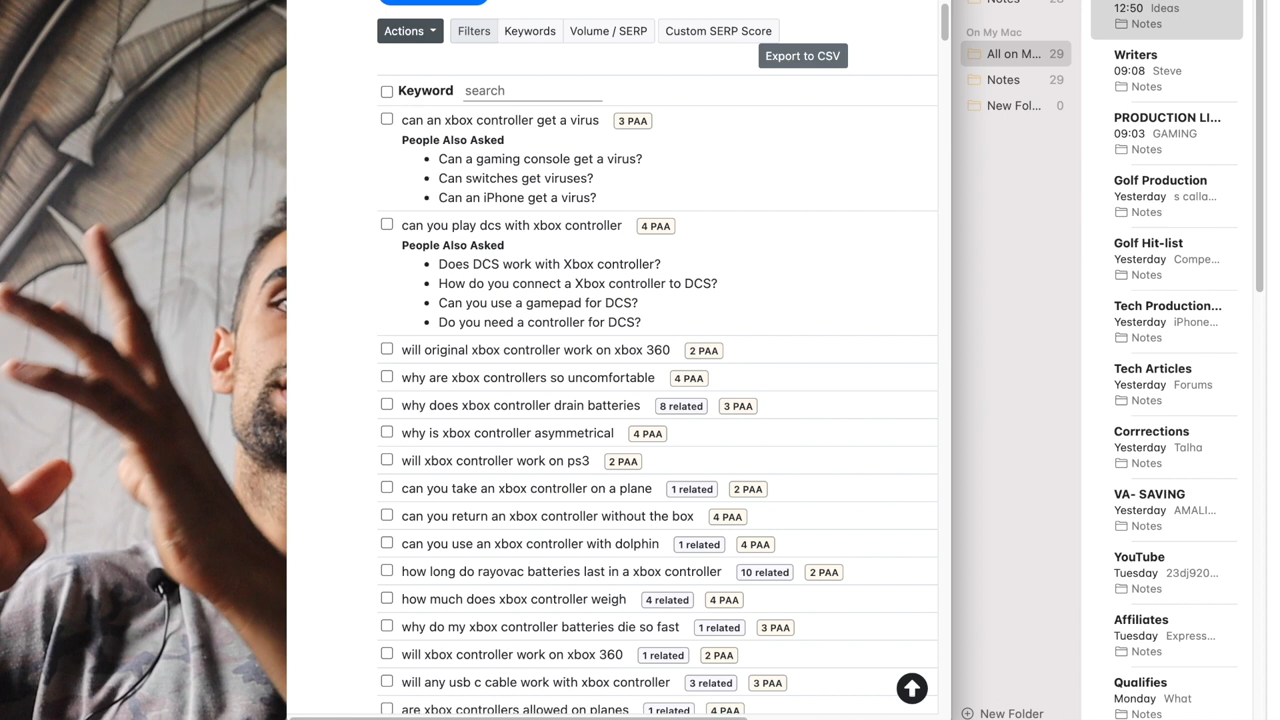 Actions
Filters
Keywords
Volume / SERP
Custom SERP Score
Export to CSV
Keyword search
can an xbox controller get a virus 3 PAA
People Also Asked
Can a gaming console get a virus?
Can switches get viruses?
Can an iPhone get a virus?
can you play dcs with xbox controller 4 PAA
People Also Asked
Does DCS work with Xbox controller?
How do you connect a Xbox controller to DCS?
Can you use a gamepad for DCS?
Do you need a controller for DCS?
will original xbox controller work on xbox 360 2 PAA
why are xbox controllers so uncomfortable 4 PAA
why does xbox controller drain batteries 8 related 3 PAA
why is xbox controller asymmetrical 4 PAA
will xbox controller work on ps3 2 PAA
can you take an xbox controller on a plane 1 related 2 PAA
can you return an xbox controller without the box 4 PAA
can you use an xbox controller with dolphin 1 related 4 PAA
how long do rayovac batteries last in a xbox controller 10 related 2 PAA
how much does xbox controller weigh 4 related 4 PAA
why do my xbox controller batteries die so fast 1 related 3 PAA
will xbox controller work on xbox 360 1 related 2 PAA
will any usb c cable work with xbox controller 3 related 3 PAA
are xbox controllers allowed on planes 1 related 4 PAA
Notes
On My Mac
All on M... 29
Notes 29
New Fol... 0
New Folder
12:50 Ideas
Notes
Writers
09:08 Steve
Notes
PRODUCTION LI...
09:03 GAMING
Notes
Golf Production
Yesterday s calla...
Notes
Golf Hit-list
Yesterday Compe...
Notes
Tech Production...
Yesterday iPhone...
Notes
Tech Articles
Yesterday Forums
Notes
Corrrections
Yesterday Talha
Notes
VA- SAVING
Yesterday AMALI...
Notes
YouTube
Tuesday 23dj920...
Notes
Affiliates
Tuesday Express...
Notes
Qualifies
Monday What
Notes